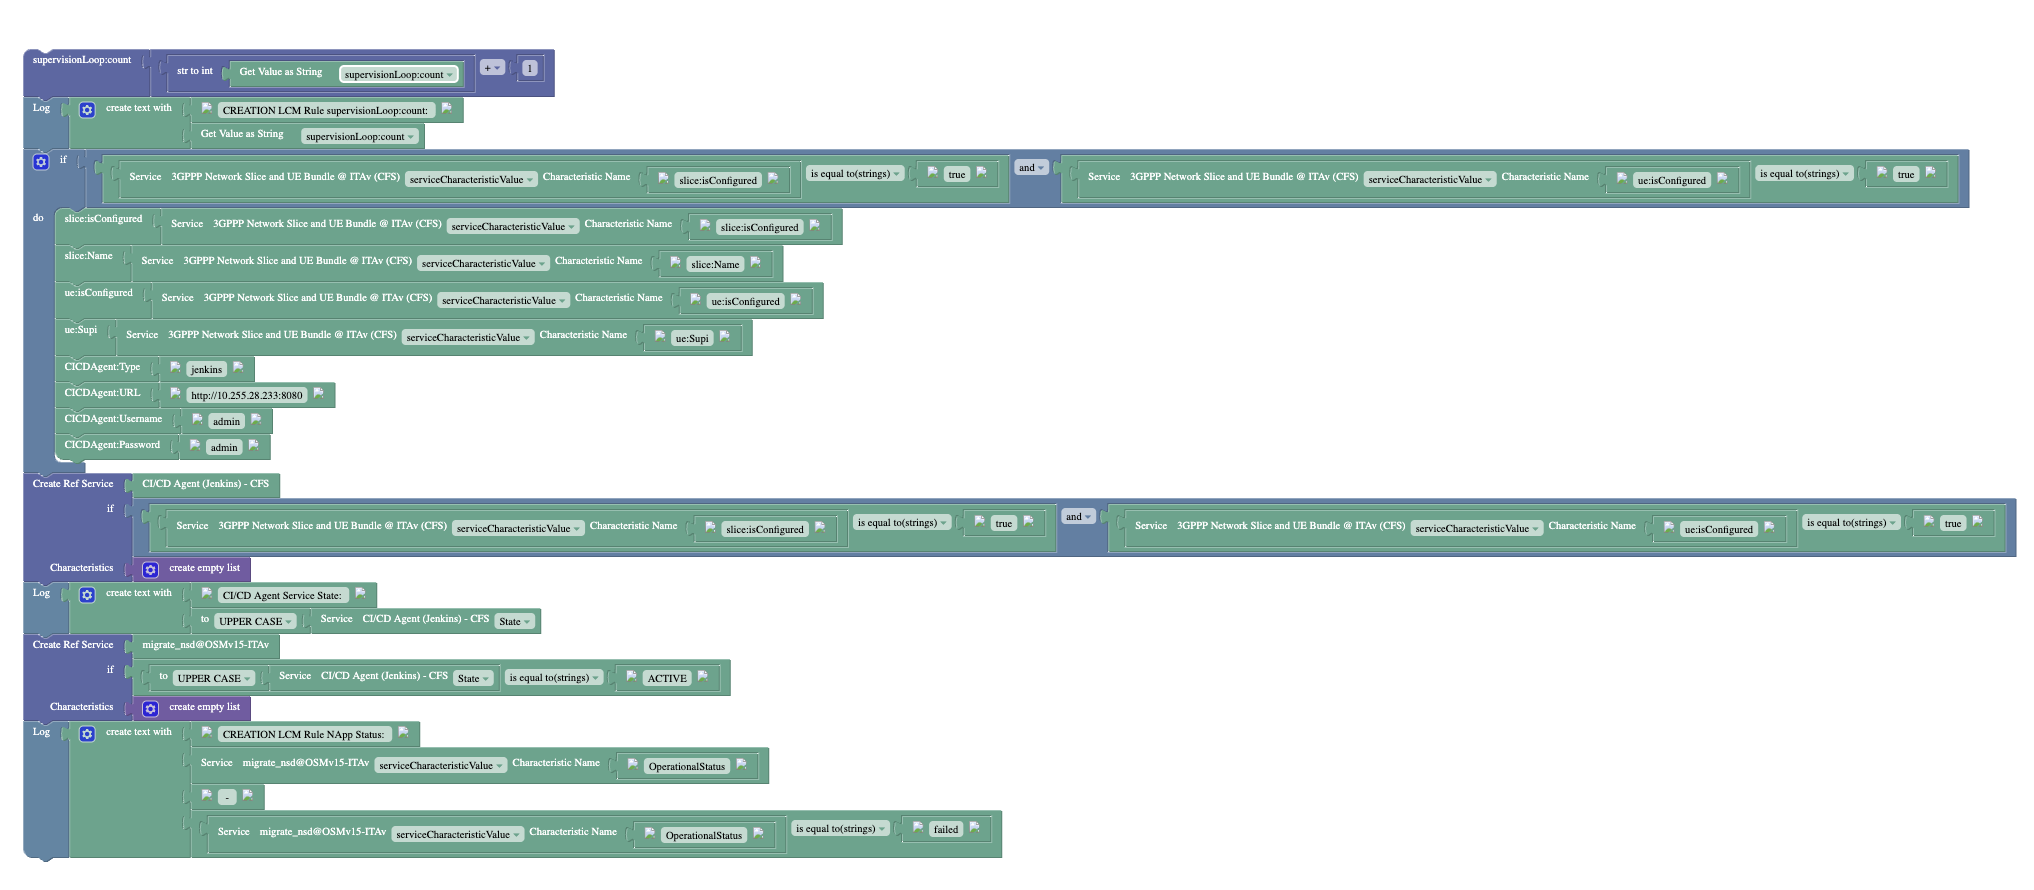 supervisionLoop:count str to int Get Value as String supervisionLoop:count + 1
Log create text with CREATION LCM Rule supervisionLoop:count:
Get Value as String supervisionLoop:count
if Service 3GPPP Network Slice and UE Bundle @ ITAv (CFS) serviceCharacteristicValue Characteristic Name slice:isConfigured is equal to(strings) true and Service 3GPPP Network Slice and UE Bundle @ ITAv (CFS) serviceCharacteristicValue Characteristic Name ue:isConfigured is equal to(strings) true
do slice:isConfigured Service 3GPPP Network Slice and UE Bundle @ ITAv (CFS) serviceCharacteristicValue Characteristic Name slice:isConfigured
slice:Name Service 3GPPP Network Slice and UE Bundle @ ITAv (CFS) serviceCharacteristicValue Characteristic Name slice:Name
ue:isConfigured Service 3GPPP Network Slice and UE Bundle @ ITAv (CFS) serviceCharacteristicValue Characteristic Name ue:isConfigured
ue:Supi Service 3GPPP Network Slice and UE Bundle @ ITAv (CFS) serviceCharacteristicValue Characteristic Name ue:Supi
CICDAgent:Type jenkins
CICDAgent:URL http://10.255.28.233:8080
CICDAgent:Username admin
CICDAgent:Password admin
Create Ref Service CI/CD Agent (Jenkins) - CFS
if Service 3GPPP Network Slice and UE Bundle @ ITAv (CFS) serviceCharacteristicValue Characteristic Name slice:isConfigured is equal to(strings) true and Service 3GPPP Network Slice and UE Bundle @ ITAv (CFS) serviceCharacteristicValue Characteristic Name ue:isConfigured is equal to(strings) true
Characteristics create empty list
Log create text with CI/CD Agent Service State:
to UPPER CASE Service CI/CD Agent (Jenkins) - CFS State
Create Ref Service migrate_nsd@OSMv15-ITAv
if to UPPER CASE Service CI/CD Agent (Jenkins) - CFS State is equal to(strings) ACTIVE
Characteristics create empty list
Log create text with CREATION LCM Rule NApp Status:
Service migrate_nsd@OSMv15-ITAv serviceCharacteristicValue Characteristic Name OperationalStatus
-
Service migrate_nsd@OSMv15-ITAv serviceCharacteristicValue Characteristic Name OperationalStatus is equal to(strings) failed